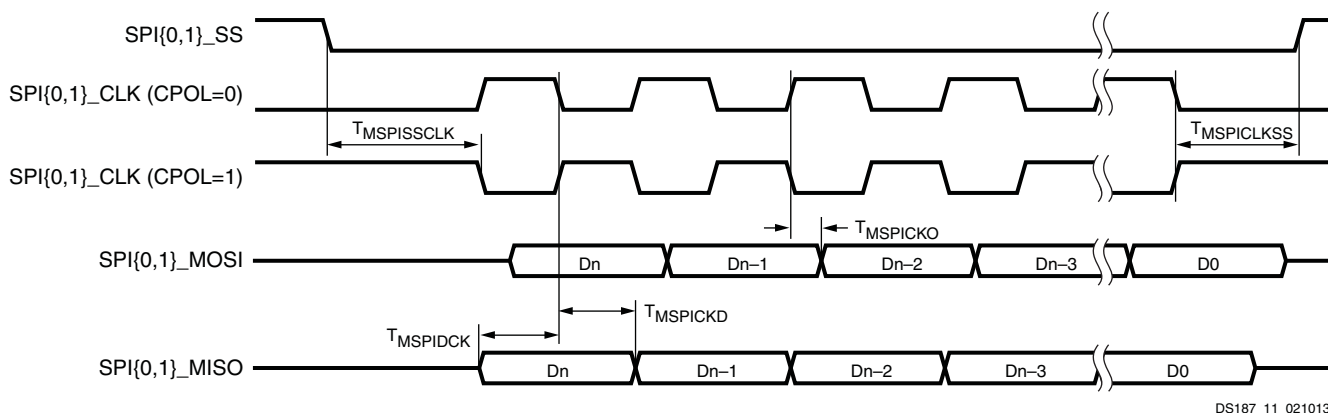 SPI{0,1}_SS
SPI{0,1}_CLK (CPOL=0)
TMSPISSCLK
TMSPICLKSS
SPI{0,1}_CLK (CPOL=1)
TMSPICKO
SPI{0,1}_MOSI
Dn
Dn–1
Dn–2
Dn–3
D0
TMSPICKD
TMSPIDCK
SPI{0,1}_MISO
Dn
Dn–1
Dn–2
Dn–3
D0
DS187_11_021013